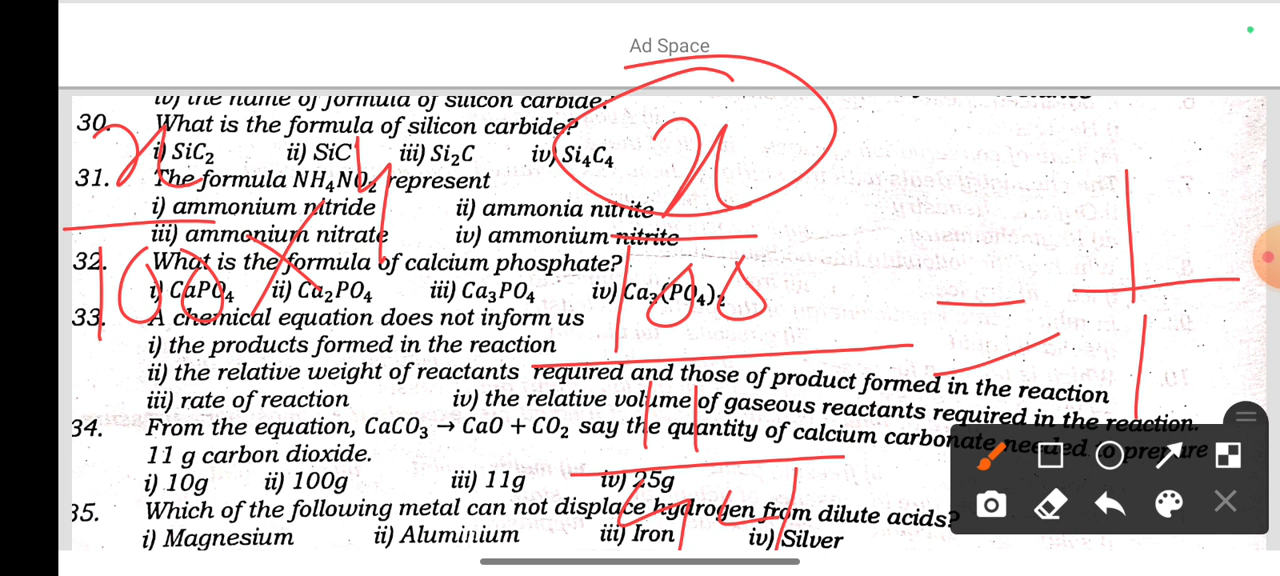 Ad Space
iv) the name of formula of silicon carbide.
30. What is the formula of silicon carbide?
i) SiC₂ ii) SiC iii) Si₂C iv) Si₄C₄
31. The formula NH₄NO₂ represent
i) ammonium nitride ii) ammonia nitrite
iii) ammonium nitrate iv) ammonium nitrite
32. What is the formula of calcium phosphate?
i) CaPO₄ ii) Ca₂PO₄ iii) Ca₃PO₄ iv) Ca₃(PO₄)₂
33. A chemical equation does not inform us
i) the products formed in the reaction
ii) the relative weight of reactants required and those of product formed in the reaction
iii) rate of reaction iv) the relative volume of gaseous reactants required in the reaction.
34. From the equation, CaCO₃ → CaO + CO₂ say the quantity of calcium carbonate needed to prepare
11 g carbon dioxide.
i) 10g ii) 100g iii) 11g iv) 25g
35. Which of the following metal can not displace hydrogen from dilute acids?
i) Magnesium ii) Aluminium iii) Iron iv) Silver